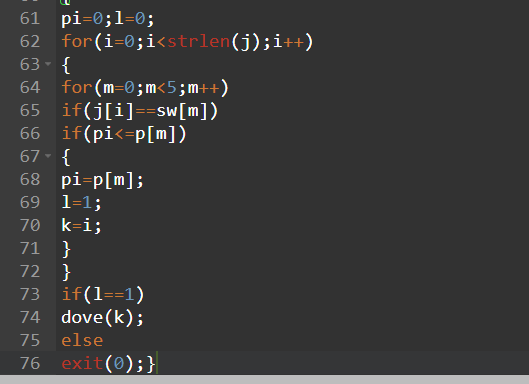 61 pi=0;l=0;
62 for(i=0;i<strlen(j);i++)
63 {
64 for(m=0;m<5;m++)
65 if(j[i]==sw[m])
66 if(pi<=p[m])
67 {
68 pi=p[m];
69 l=1;
70 k=i;
71 }
72 }
73 if(l==1)
74 dove(k);
75 else
76 exit(0);}